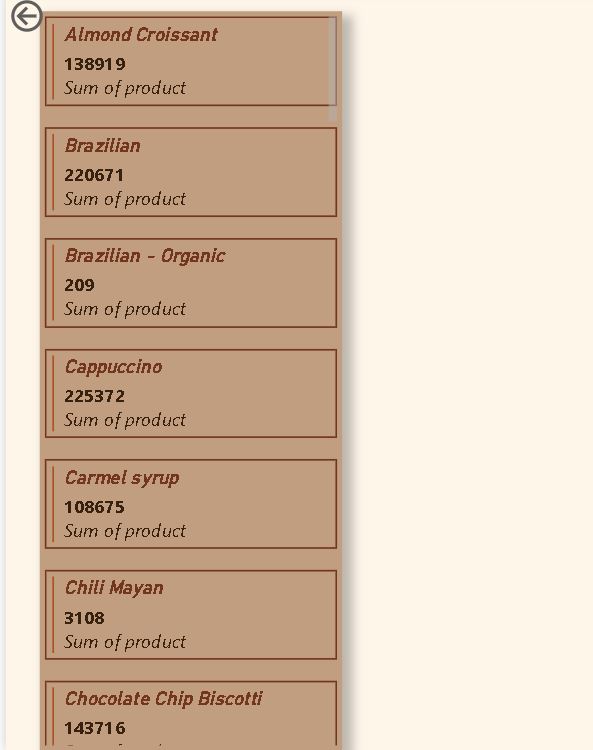 Almond Croissant
138919
Sum of product
Brazilian
220671
Sum of product
Brazilian - Organic
209
Sum of product
Cappuccino
225372
Sum of product
Carmel syrup
108675
Sum of product
Chili Mayan
3108
Sum of product
Chocolate Chip Biscotti
143716